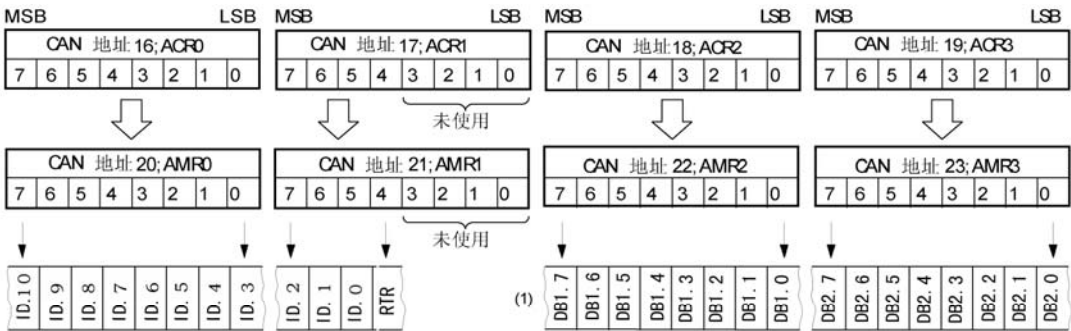 MSB LSB MSB LSB MSB LSB MSB LSB
CAN 地址 16; ACR0 CAN 地址 17; ACR1 CAN 地址 18; ACR2 CAN 地址 19; ACR3
7 6 5 4 3 2 1 0 7 6 5 4 3 2 1 0 7 6 5 4 3 2 1 0 7 6 5 4 3 2 1 0
未使用
CAN 地址 20; AMR0 CAN 地址 21; AMR1 CAN 地址 22; AMR2 CAN 地址 23; AMR3
7 6 5 4 3 2 1 0 7 6 5 4 3 2 1 0 7 6 5 4 3 2 1 0 7 6 5 4 3 2 1 0
未使用
ID.10 ID.9 ID.8 ID.7 ID.6 ID.5 ID.4 ID.3 ID.2 ID.1 ID.0 RTR (1) DB1.7 DB1.6 DB1.5 DB1.4 DB1.3 DB1.2 DB1.1 DB1.0 DB2.7 DB2.6 DB2.5 DB2.4 DB2.3 DB2.2 DB2.1 DB2.0